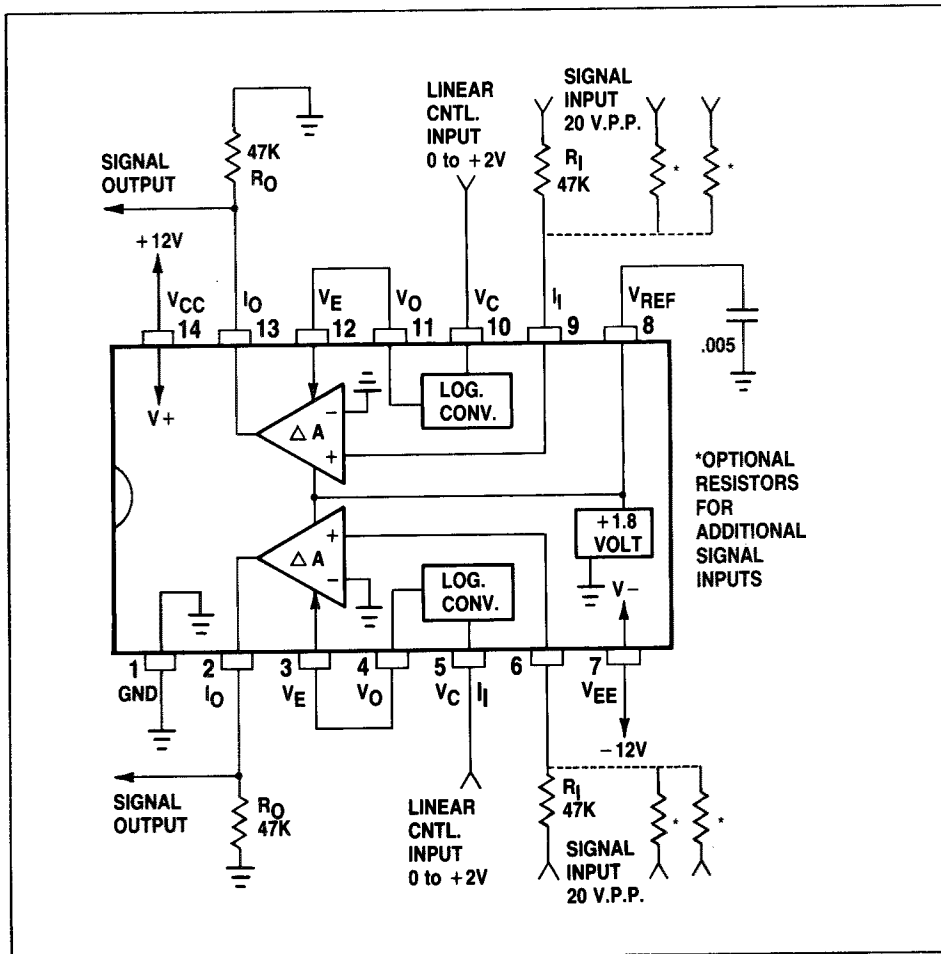 LINEAR
CNTL.
INPUT
0 to +2V
SIGNAL
INPUT
20 V.P.P.
47K
RO
SIGNAL
OUTPUT
RI
47K
*
*
+12V
VCC
IO
VE
VO
VC
II
VREF
14
13
12
11
10
9
8
.005
V+
LOG.
CONV.
△ A
−
+
*OPTIONAL
RESISTORS
FOR
ADDITIONAL
SIGNAL
INPUTS
+1.8
VOLT
△ A
+
−
LOG.
CONV.
V−
1
2
3
4
5
6
7
GND
IO
VE
VO
VC
II
VEE
−12V
SIGNAL
OUTPUT
RO
47K
LINEAR
CNTL.
INPUT
0 to +2V
RI
47K
*
*
SIGNAL
INPUT
20 V.P.P.